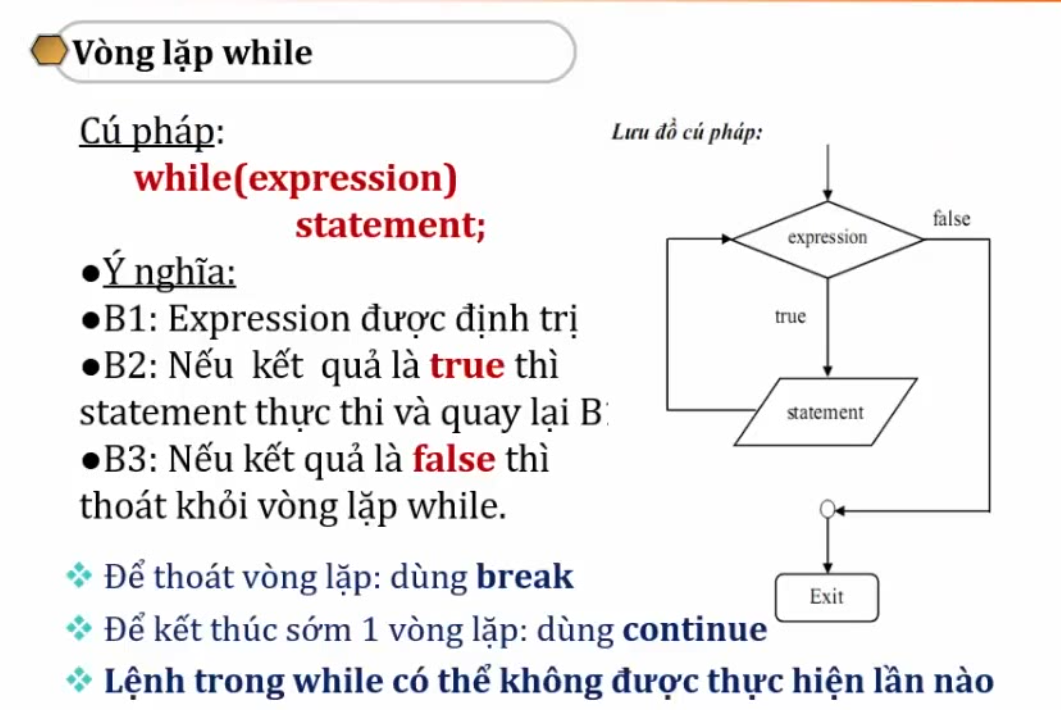 Vòng lặp while
Cú pháp:
while(expression)
statement;
●Ý nghĩa:
●B1: Expression được định trị
●B2: Nếu kết quả là true thì
statement thực thi và quay lại B
●B3: Nếu kết quả là false thì
thoát khỏi vòng lặp while.
Lưu đồ cú pháp:
expression
false
true
statement
Exit
❖ Để thoát vòng lặp: dùng break
❖ Để kết thúc sớm 1 vòng lặp: dùng continue
❖ Lệnh trong while có thể không được thực hiện lần nào